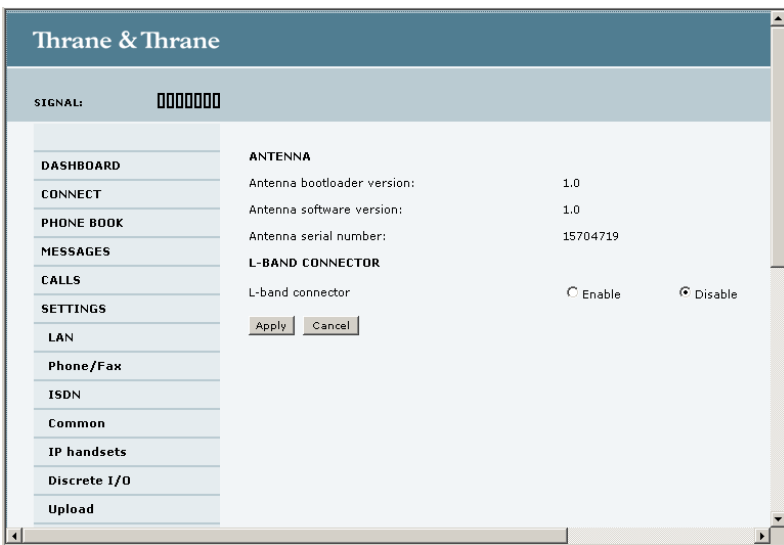 Thrane & Thrane
SIGNAL:
DASHBOARD
CONNECT
PHONE BOOK
MESSAGES
CALLS
SETTINGS
LAN
Phone/Fax
ISDN
Common
IP handsets
Discrete I/O
Upload
ANTENNA
Antenna bootloader version: 1.0
Antenna software version: 1.0
Antenna serial number: 15704719
L-BAND CONNECTOR
L-band connector Enable Disable
Apply Cancel